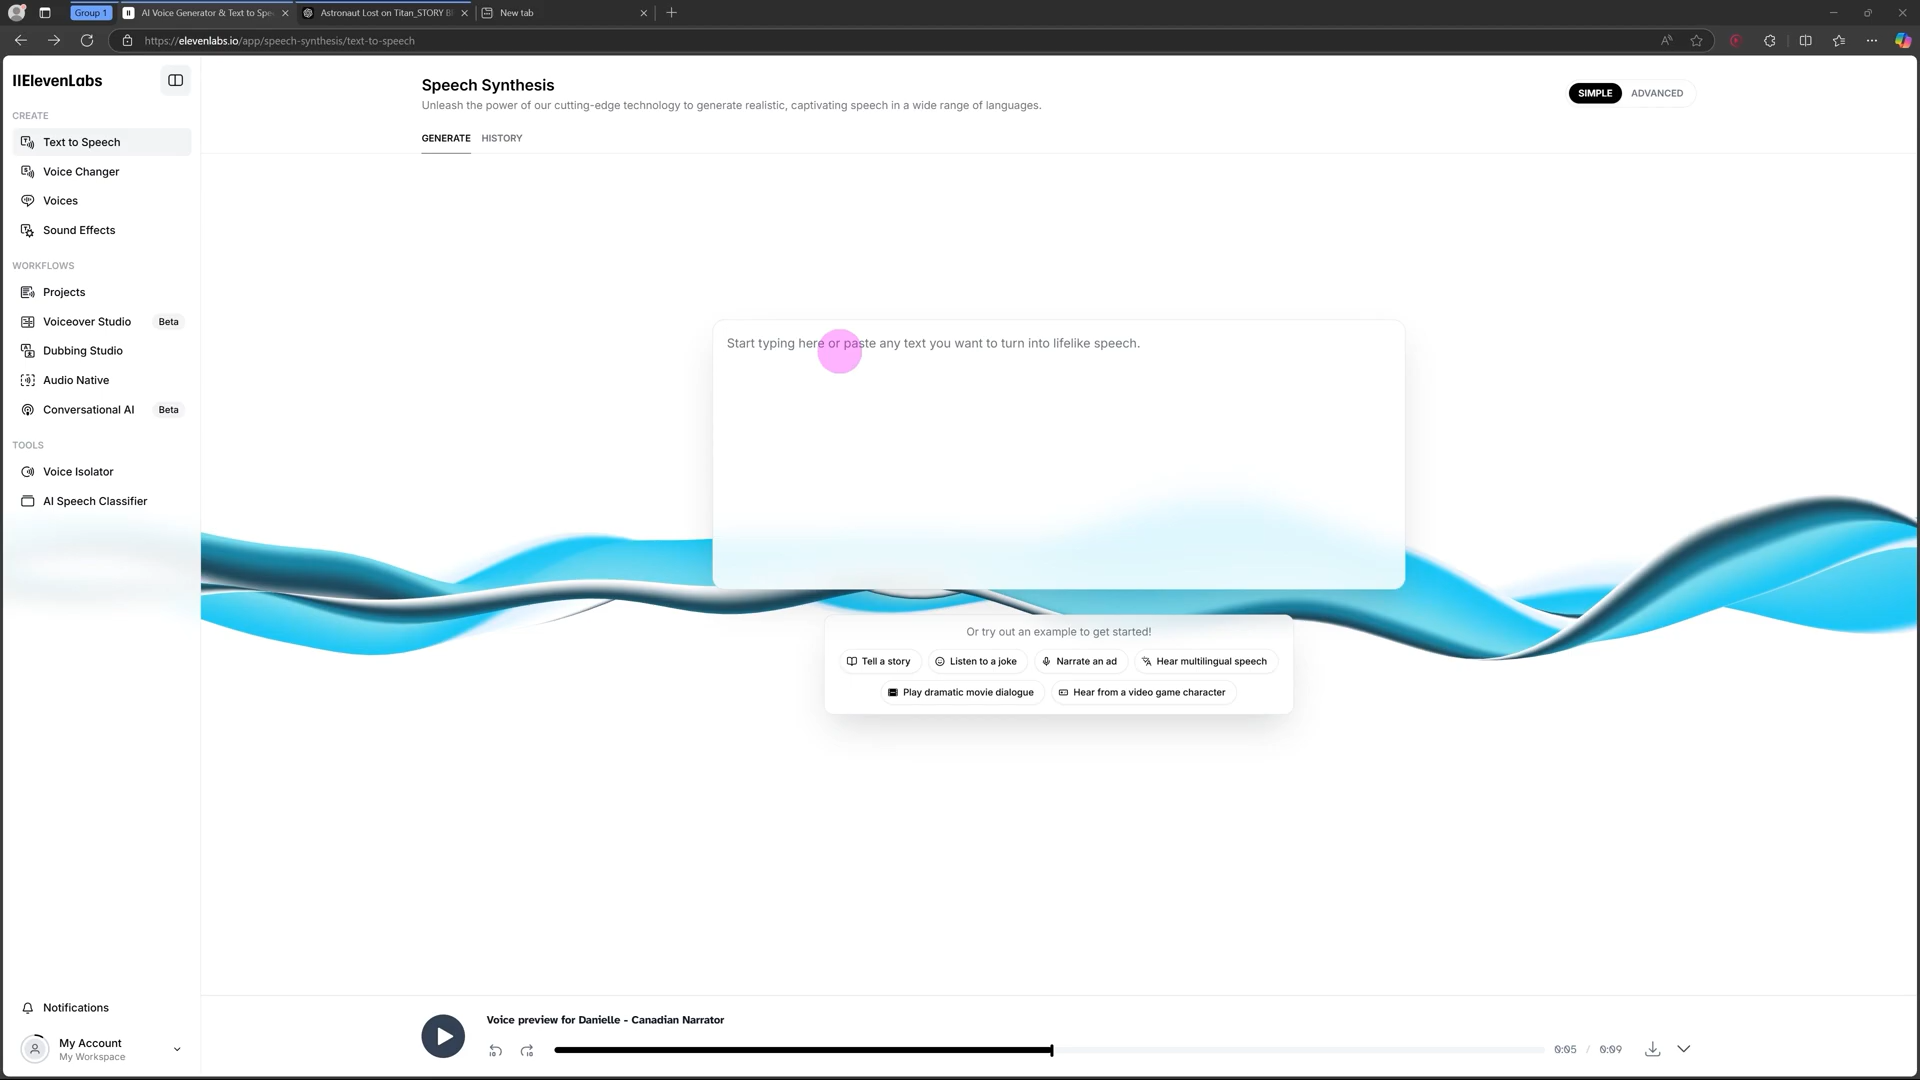 Group 1
AI Voice Generator & Text to Spe
Astronaut Lost on Titan_STORY B
New tab
https://elevenlabs.io/app/speech-synthesis/text-to-speech
IIElevenLabs
CREATE
Text to Speech
Voice Changer
Voices
Sound Effects
WORKFLOWS
Projects
Voiceover Studio Beta
Dubbing Studio
Audio Native
Conversational AI Beta
TOOLS
Voice Isolator
AI Speech Classifier
Notifications
My Account
My Workspace
Speech Synthesis
Unleash the power of our cutting-edge technology to generate realistic, captivating speech in a wide range of languages.
SIMPLE ADVANCED
GENERATE HISTORY
Start typing here or paste any text you want to turn into lifelike speech.
Or try out an example to get started!
Tell a story Listen to a joke Narrate an ad Hear multilingual speech
Play dramatic movie dialogue Hear from a video game character
Voice preview for Danielle - Canadian Narrator
10 10 0:05 / 0:09